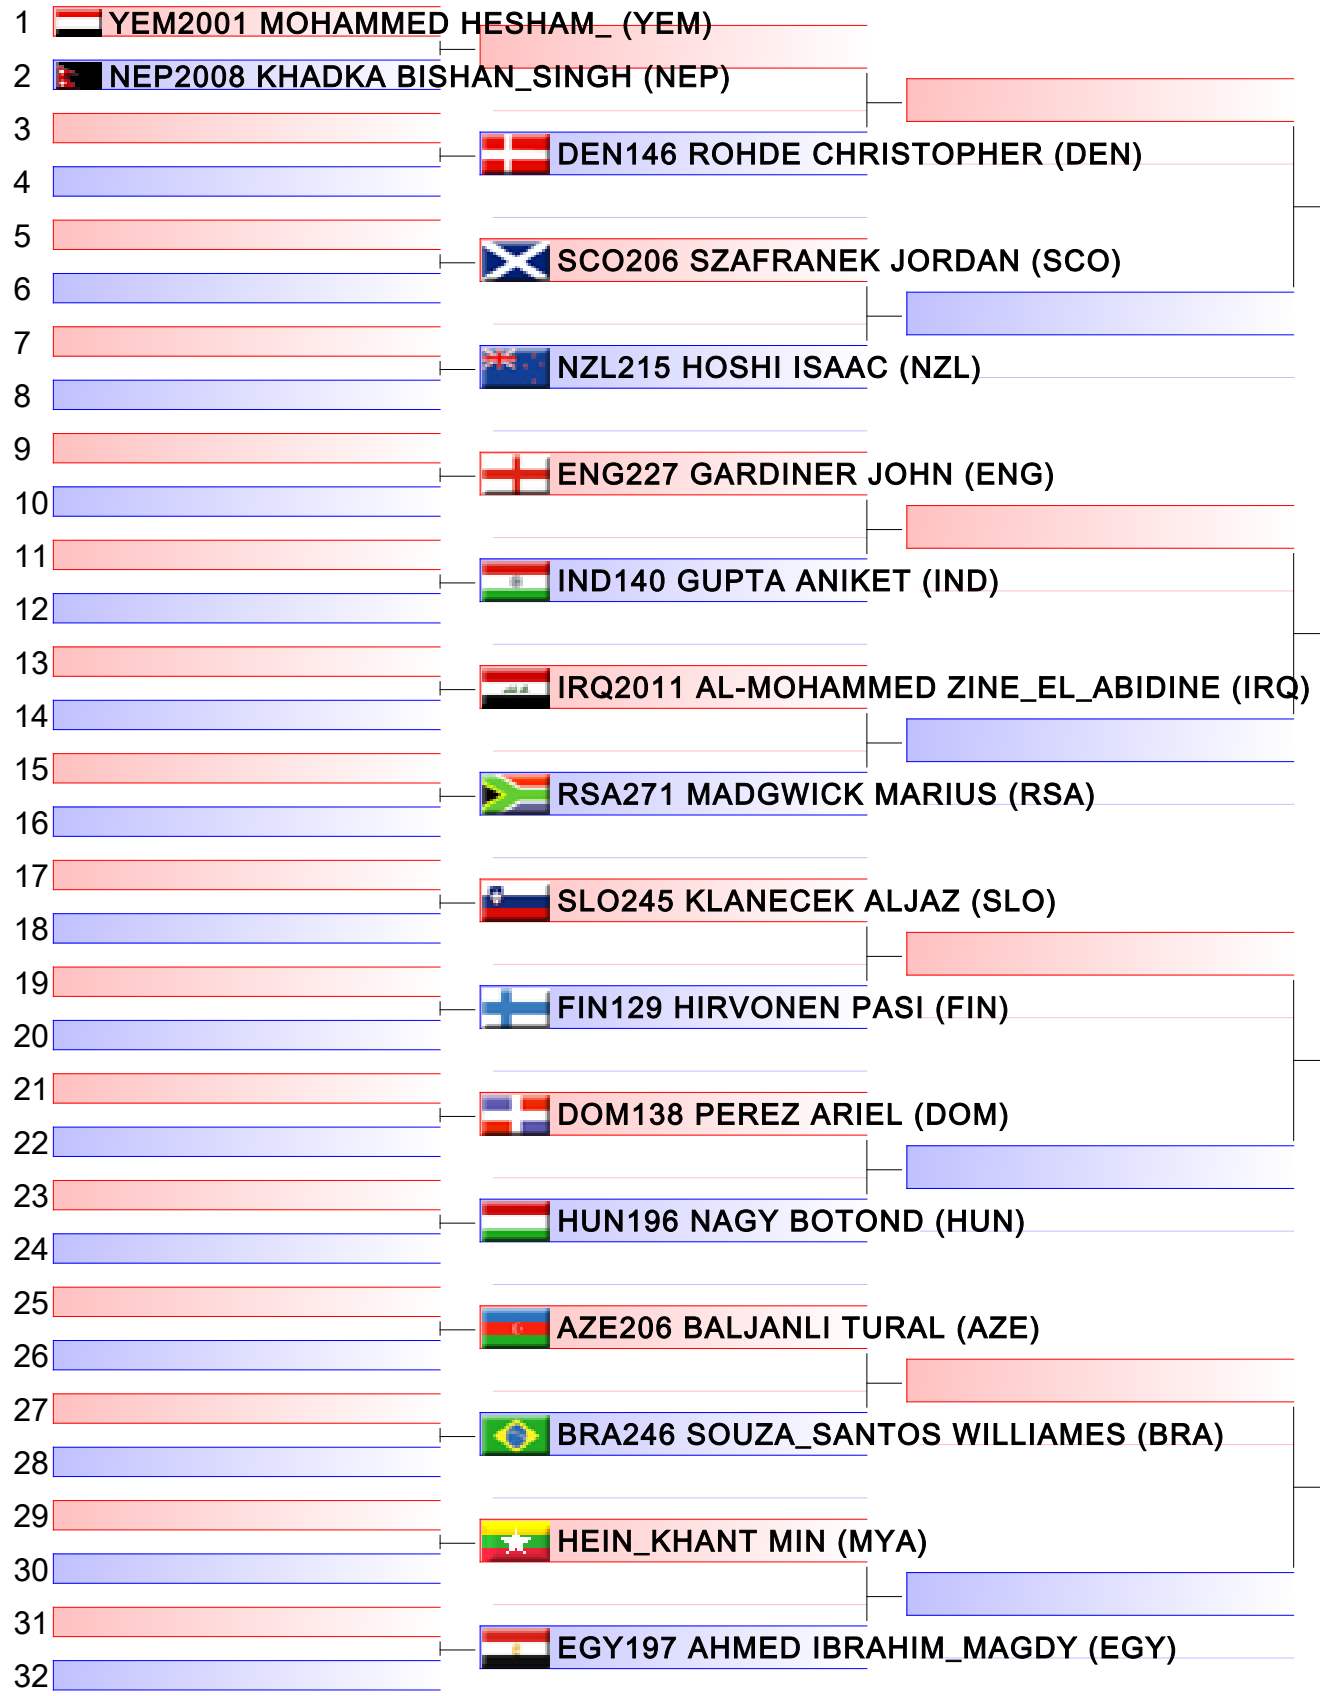 1 YEM2001 MOHAMMED HESHAM_ (YEM)
2 NEP2008 KHADKA BISHAN_SINGH (NEP)
3
DEN146 ROHDE CHRISTOPHER (DEN)
4
5
SCO206 SZAFRANEK JORDAN (SCO)
6
7
NZL215 HOSHI ISAAC (NZL)
8
9
ENG227 GARDINER JOHN (ENG)
10
11
IND140 GUPTA ANIKET (IND)
12
13
IRQ2011 AL-MOHAMMED ZINE_EL_ABIDINE (IRQ)
14
15
RSA271 MADGWICK MARIUS (RSA)
16
17
SLO245 KLANECEK ALJAZ (SLO)
18
19
FIN129 HIRVONEN PASI (FIN)
20
21
DOM138 PEREZ ARIEL (DOM)
22
23
HUN196 NAGY BOTOND (HUN)
24
25
AZE206 BALJANLI TURAL (AZE)
26
27
BRA246 SOUZA_SANTOS WILLIAMES (BRA)
28
29
HEIN_KHANT MIN (MYA)
30
31
EGY197 AHMED IBRAHIM_MAGDY (EGY)
32